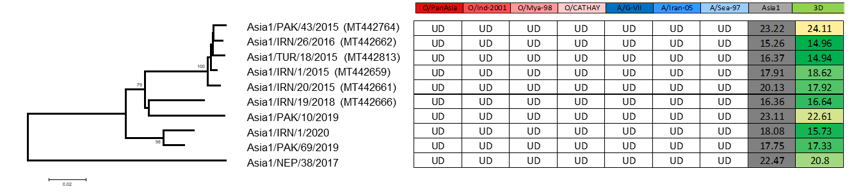 O/PanAsia O/Ind-2001 O/Mya-98 O/CATHAY A/G-VII A/Iran-05 A/Sea-97 Asia1 3D
Asia1/PAK/43/2015 (MT442764) UD UD UD UD UD UD UD 23.22 24.11
Asia1/IRN/26/2016 (MT442662) UD UD UD UD UD UD UD 15.26 14.96
Asia1/TUR/18/2015 (MT442813) UD UD UD UD UD UD UD 16.37 14.94
Asia1/IRN/1/2015 (MT442659) UD UD UD UD UD UD UD 17.91 18.62
100
Asia1/IRN/20/2015 (MT442661) UD UD UD UD UD UD UD 20.13 17.92
Asia1/IRN/19/2018 (MT442666) UD UD UD UD UD UD UD 16.36 16.64
Asia1/PAK/10/2019 UD UD UD UD UD UD UD 23.11 22.61
Asia1/IRN/1/2020 UD UD UD UD UD UD UD 18.08 15.73
Asia1/PAK/69/2019 UD UD UD UD UD UD UD 17.75 17.33
Asia1/NEP/38/2017 UD UD UD UD UD UD UD 22.47 20.8
0.02